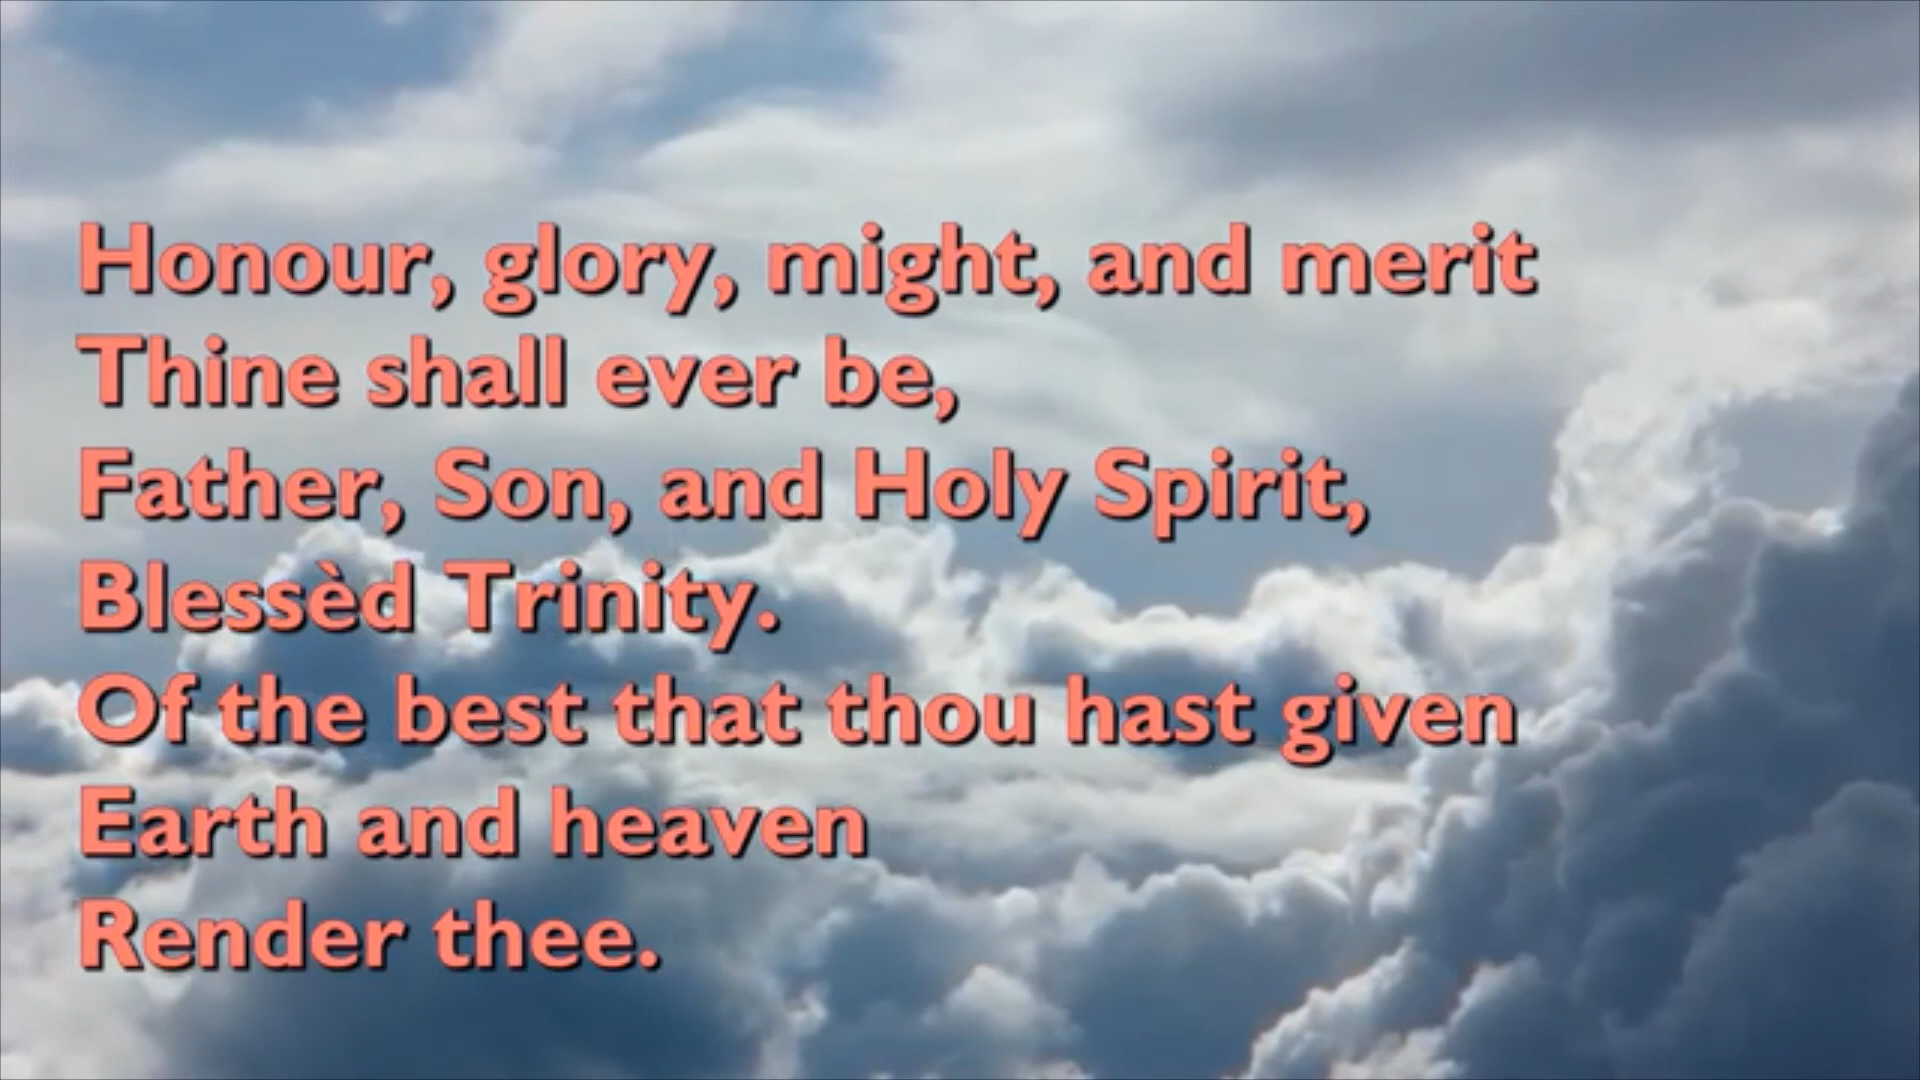 Honour, glory, might, and merit
Thine shall ever be,
Father, Son, and Holy Spirit,
Blessèd Trinity.
Of the best that thou hast given
Earth and heaven
Render thee.